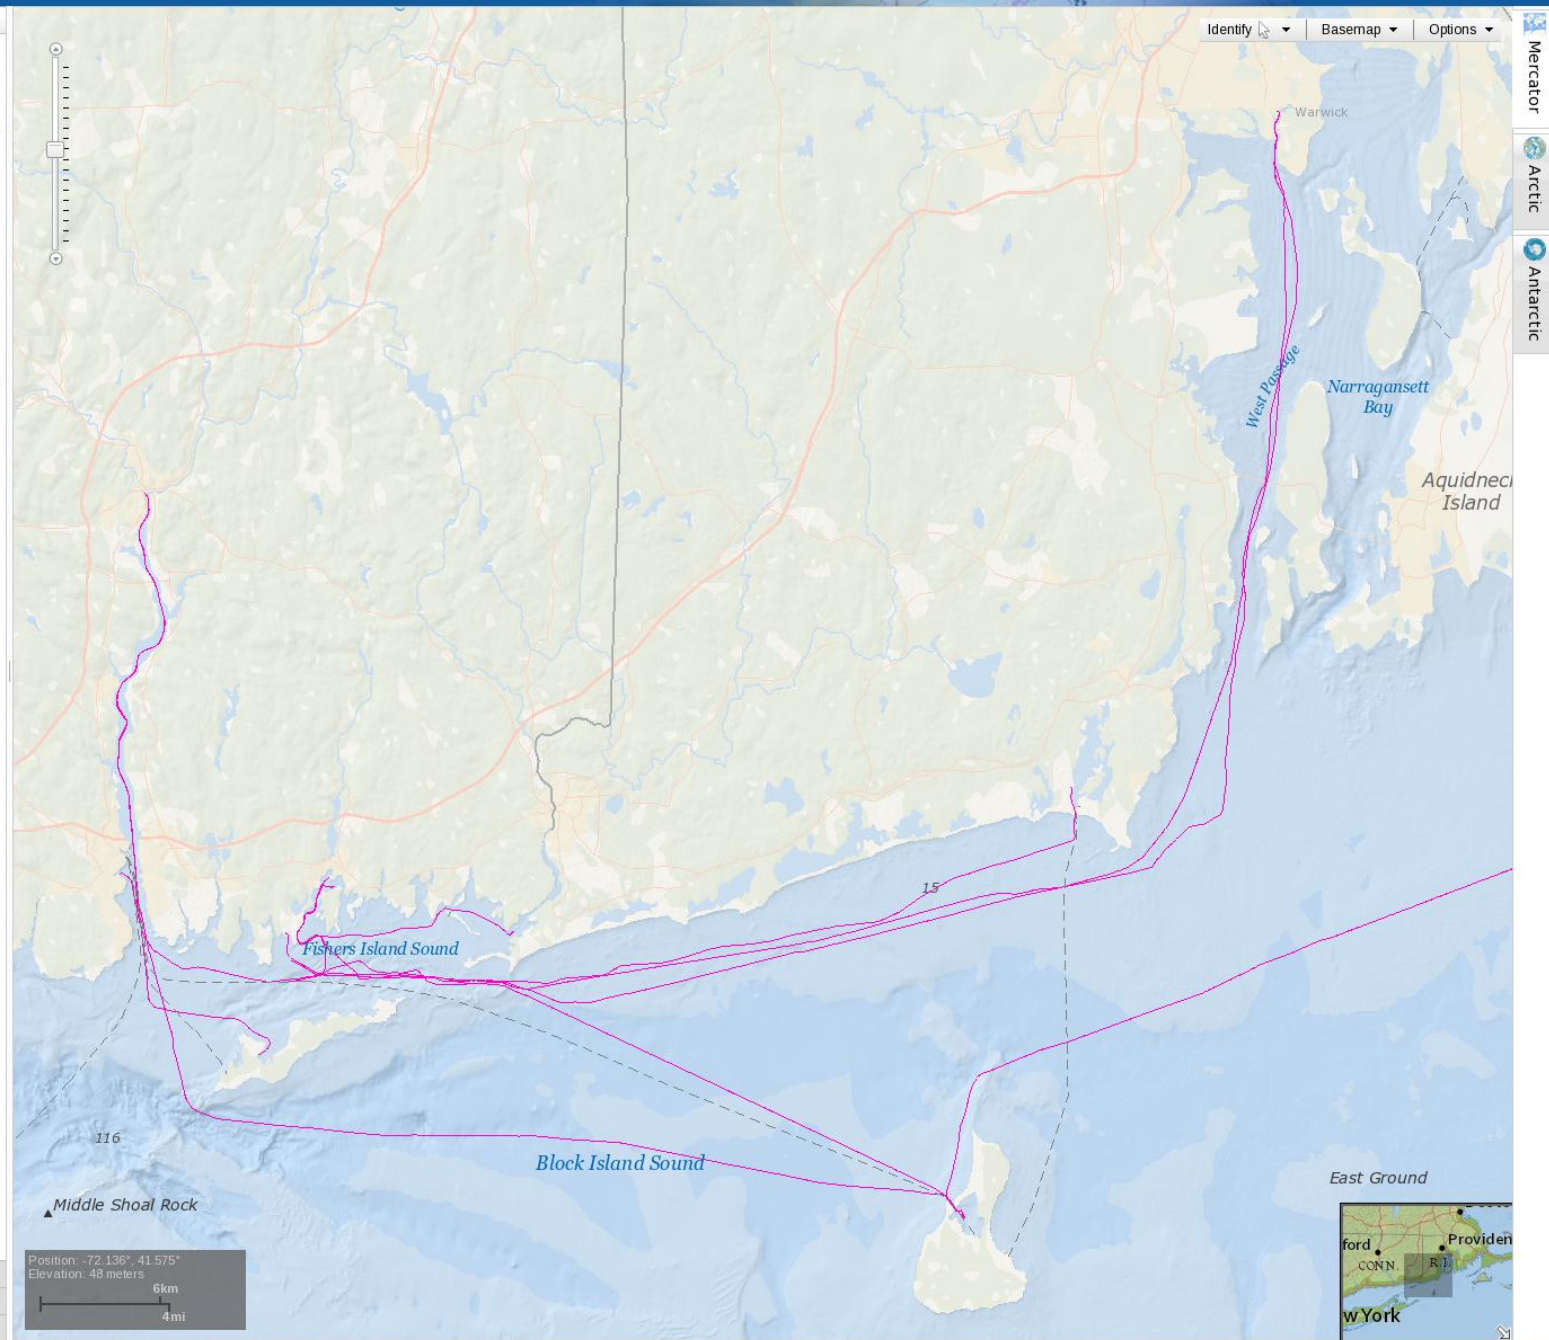 Identify
Basemap
Options
Mercator
Arctic
Antarctic
Warwick
West Passage
Narragansett
Bay
Aquidneck
Island
15
Fishers Island Sound
116
Block Island Sound
East Ground
Middle Shoal Rock
Position: -72.136°, 41.575°
Elevation: 48 meters
6km
4mi
ford
Providen
CONN.
R.I.
w York